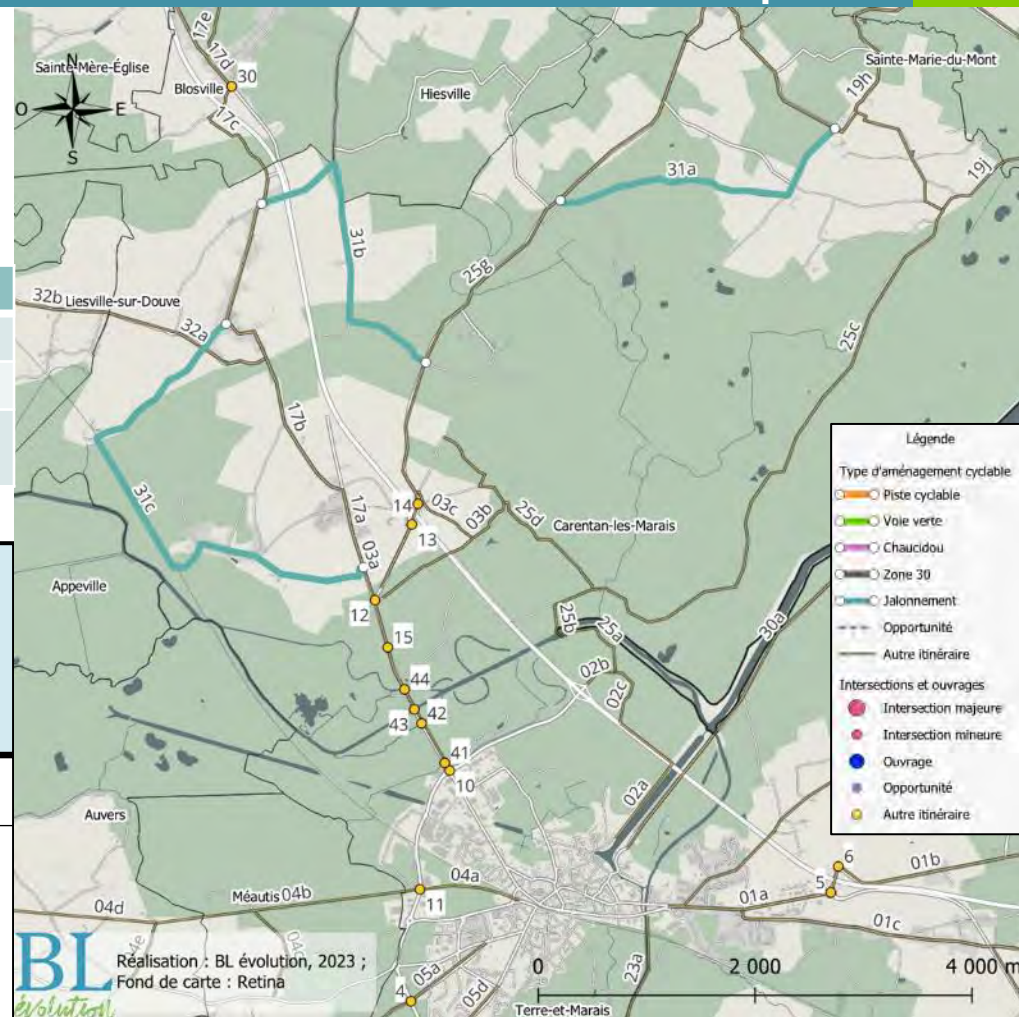 17e
17d
Sainte-Mère-Église
N
O
E
S
Blosville
30
17c
Hiesville
Sainte-Marie-du-Mont
19h
31a
19j
31b
25g
32b
Liesville-sur-Douve
32a
25c
17b
31c
17a
14
03c
13
03b
25d
Carentan-les-Marais
03a
12
Appeville
15
25b
25a
30a
44
02b
02c
43
42
41
10
02a
Auvers
6
01b
5
01a
01c
04a
Méautis
04b
11
04d
04e
05a
4
05d
23a
Terre-et-Marais
Légende
Type d'aménagement cyclable
Piste cyclable
Voie verte
Chaucidou
Zone 30
Jalonnement
Opportunité
Autre itinéraire
Intersections et ouvrages
Intersection majeure
Intersection mineure
Ouvrage
Opportunité
Autre itinéraire
BL
évolution
Réalisation : BL évolution, 2023 ;
Fond de carte : Retina
0 2 000 4 000 m